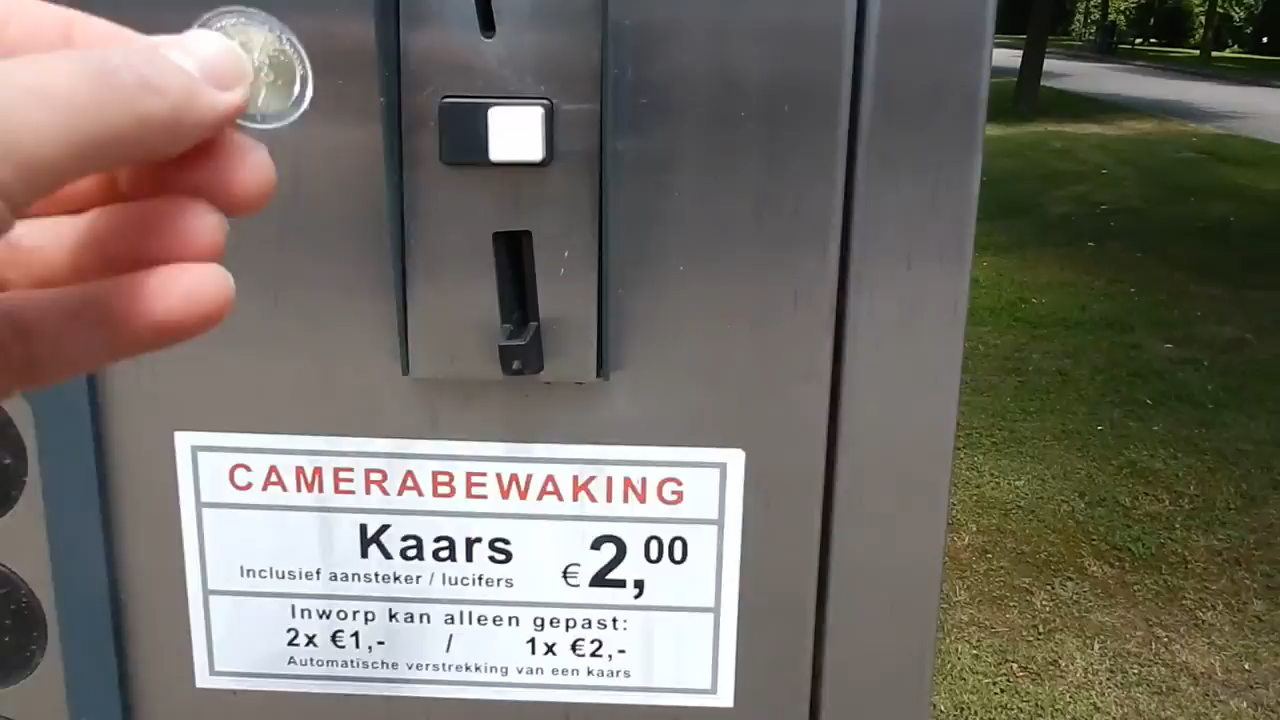 CAMERABEWAKING
Kaars €2,00
Inclusief aansteker / lucifers
Inworp kan alleen gepast:
2x €1,- / 1x €2,-
Automatische verstrekking van een kaars